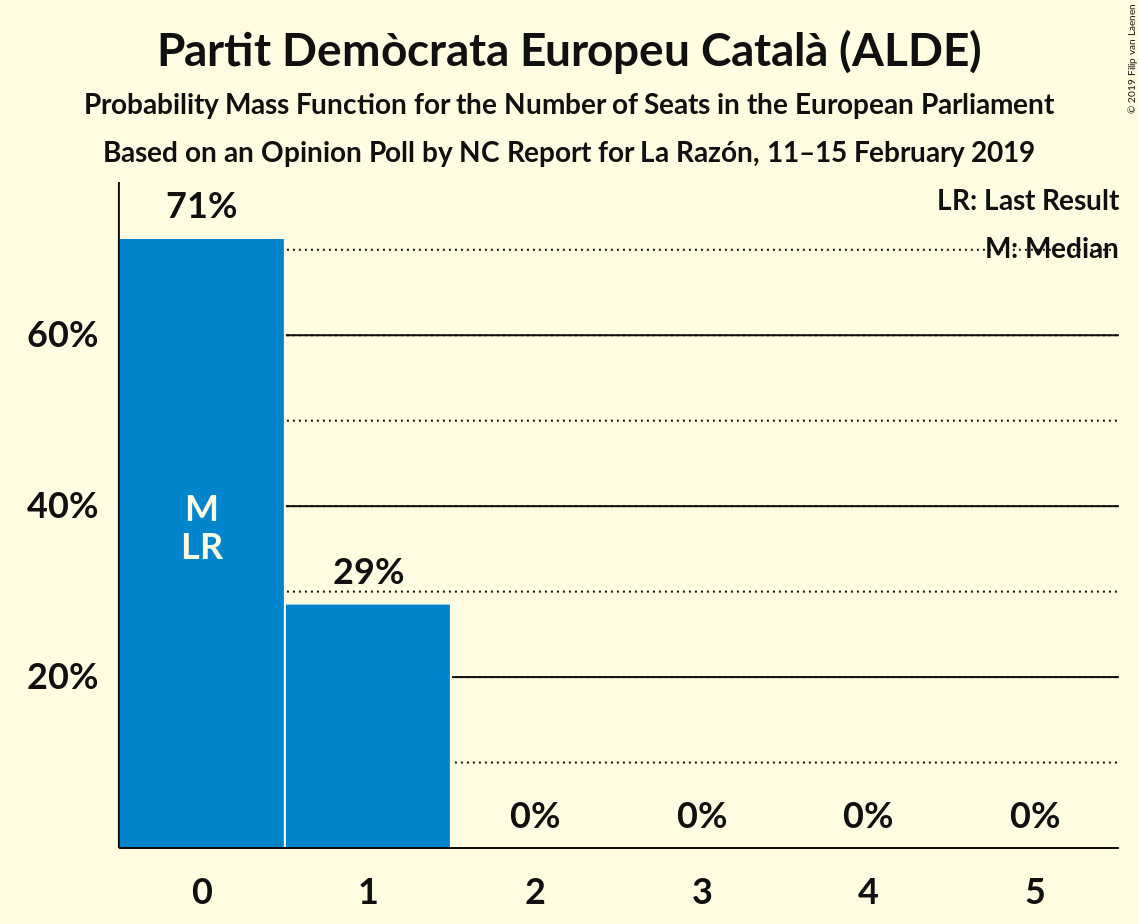 Partit Demòcrata Europeu Català (ALDE)
Probability Mass Function for the Number of Seats in the European Parliament
Based on an Opinion Poll by NC Report for La Razón, 11–15 February 2019
© 2019 Filip van Laenen
LR: Last Result
M: Median
71%
60%
40%
20%
M
LR
29%
0% 0% 0% 0%
0 1 2 3 4 5